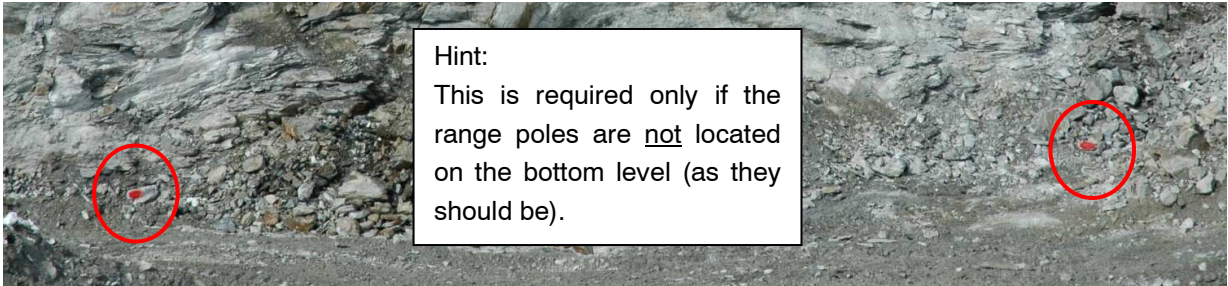 Hint:
This is required only if the
range poles are not located
on the bottom level (as they
should be).